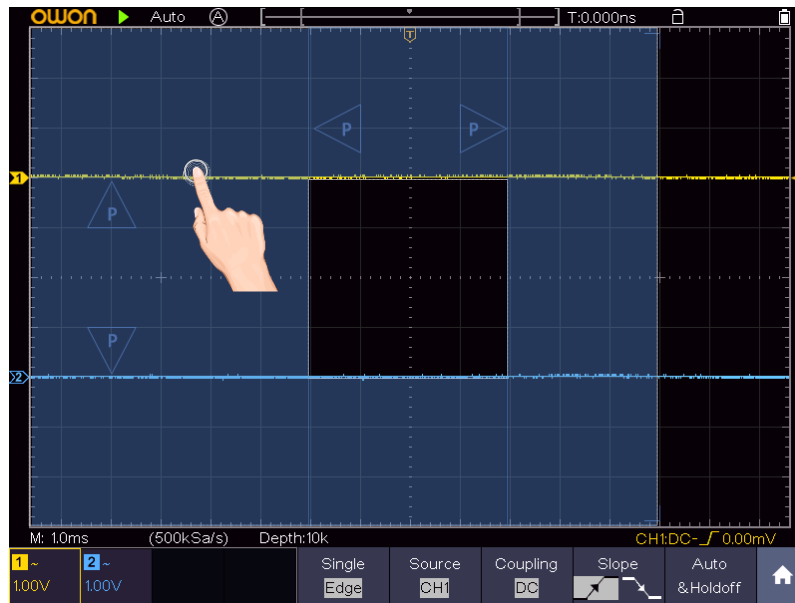 OWON Auto A T:0.000ns
T
P P
1
P
P
2
M: 1.0ms (500kSa/s) Depth:10k CH1:DC- 0.00mV
1 ~ 2 ~ Single Source Coupling Slope Auto
1.00V 1.00V Edge CH1 DC &Holdoff